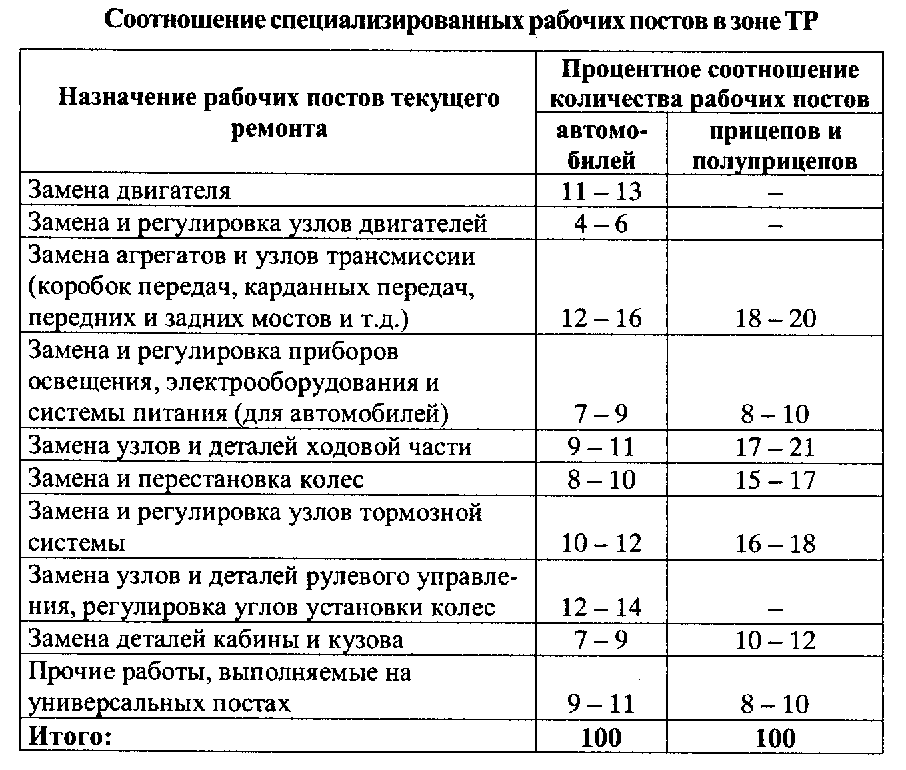 Соотношение специализированных рабочих постов в зоне ТР
Назначение рабочих постов текущего
ремонта
Процентное соотношение
количества рабочих постов
автомо-
билей
прицепов и
полуприцепов
Замена двигателя 11 – 13 –
Замена и регулировка узлов двигателей 4 – 6 –
Замена агрегатов и узлов трансмиссии
(коробок передач, карданных передач,
передних и задних мостов и т.д.) 12 – 16 18 – 20
Замена и регулировка приборов
освещения, электрооборудования и
системы питания (для автомобилей) 7 – 9 8 – 10
Замена узлов и деталей ходовой части 9 – 11 17 – 21
Замена и перестановка колес 8 – 10 15 – 17
Замена и регулировка узлов тормозной
системы 10 – 12 16 – 18
Замена узлов и деталей рулевого управле-
ния, регулировка углов установки колес 12 – 14 –
Замена деталей кабины и кузова 7 – 9 10 – 12
Прочие работы, выполняемые на
универсальных постах 9 – 11 8 – 10
Итого: 100 100